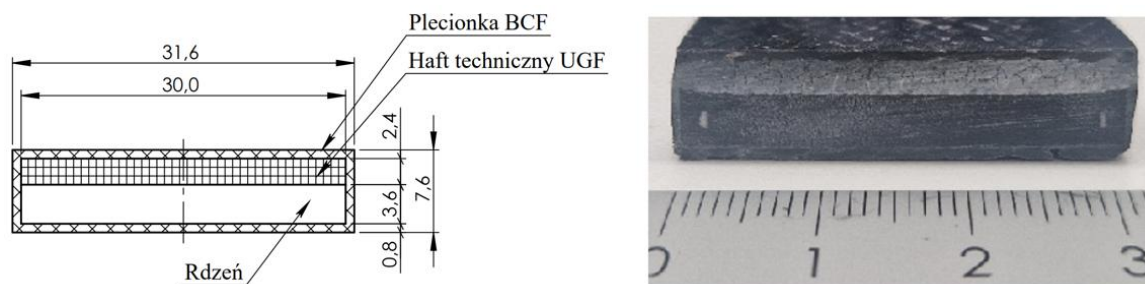 Plecionka BCF
31,6
Haft techniczny UGF
30,0
2,4
3,6
7,6
0,8
Rdzeń
0 1 2 3